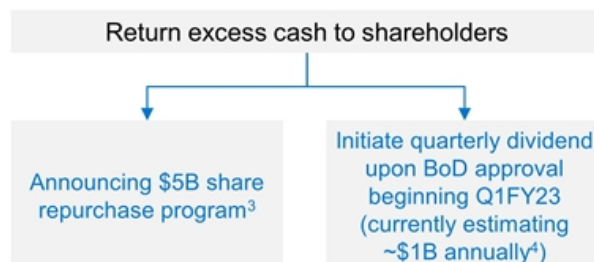 Return excess cash to shareholders
Announcing $5B share
repurchase program³
Initiate quarterly dividend
upon BoD approval
beginning Q1FY23
(currently estimating
~$1B annually⁴)